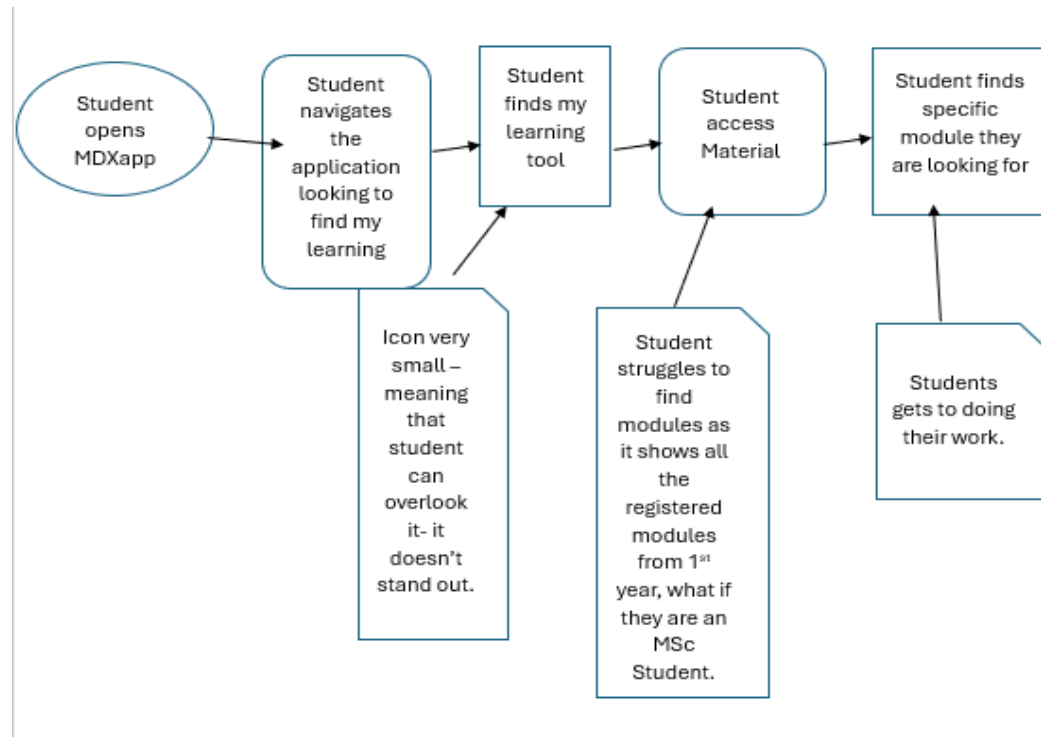 Student
opens
MDXapp
Student
navigates
the
application
looking to
find my
learning
Student
finds my
learning
tool
Student
access
Material
Student finds
specific
module they
are looking for
Icon very
small –
meaning
that
student
can
overlook
it- it
doesn’t
stand out.
Student
struggles to
find
modules as
it shows all
the
registered
modules
from 1st
year, what if
they are an
MSc
Student.
Students
gets to doing
their work.